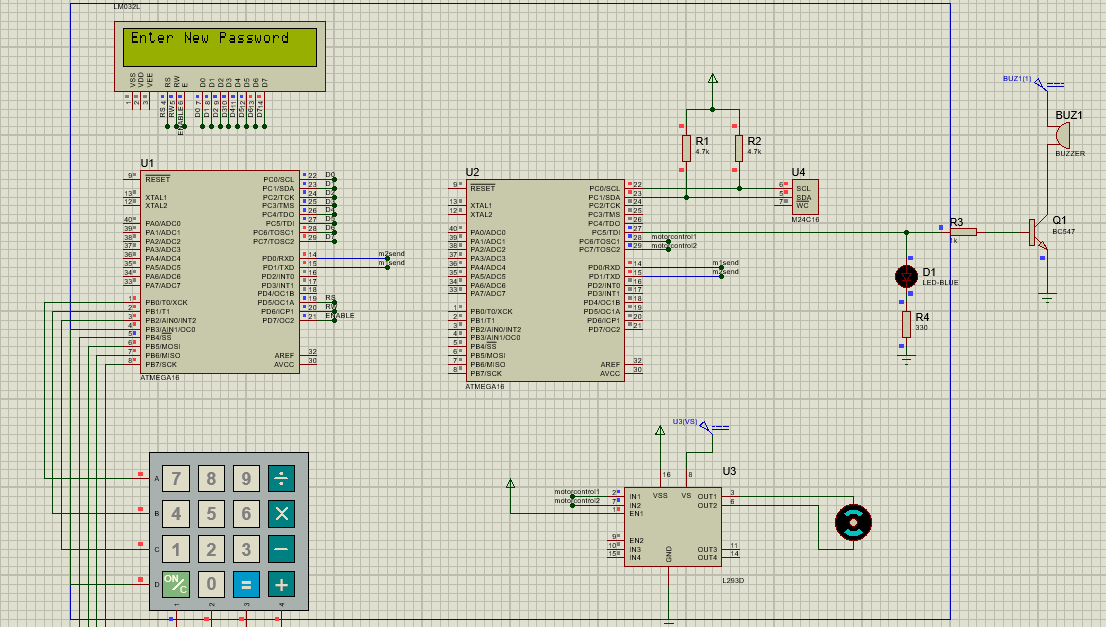 LM032L
Enter New Password
VSS
VDD
VEE
RS
RW
E
D0
D1
D2
D3
D4
D5
D6
D7
1
2
3
RS 4
RW 5
ENABLE 6
D0 7
D1 8
D2 9
D3 10
D4 11
D5 12
D6 13
D7 14
U1
9 RESET
13 XTAL1
12 XTAL2
40 PA0/ADC0
39 PA1/ADC1
38 PA2/ADC2
37 PA3/ADC3
36 PA4/ADC4
35 PA5/ADC5
34 PA6/ADC6
33 PA7/ADC7
1 PB0/T0/XCK
2 PB1/T1
3 PB2/AIN0/INT2
4 PB3/AIN1/OC0
5 PB4/SS
6 PB5/MOSI
7 PB6/MISO
8 PB7/SCK
PC0/SCL 22 D0
PC1/SDA 23 D1
PC2/TCK 24 D2
PC3/TMS 25 D3
PC4/TDO 26 D4
PC5/TDI 27 D5
PC6/TOSC1 28 D6
PC7/TOSC2 29 D7
PD0/RXD 14 m2send
PD1/TXD 15 m1send
PD2/INT0 16
PD3/INT1 17
PD4/OC1B 18
PD5/OC1A 19 RS
PD6/ICP1 20 RW
PD7/OC2 21 ENABLE
AREF 32
AVCC 30
ATMEGA16
U2
9 RESET
13 XTAL1
12 XTAL2
40 PA0/ADC0
39 PA1/ADC1
38 PA2/ADC2
37 PA3/ADC3
36 PA4/ADC4
35 PA5/ADC5
34 PA6/ADC6
33 PA7/ADC7
1 PB0/T0/XCK
2 PB1/T1
3 PB2/AIN0/INT2
4 PB3/AIN1/OC0
5 PB4/SS
6 PB5/MOSI
7 PB6/MISO
8 PB7/SCK
PC0/SCL 22
PC1/SDA 23
PC2/TCK 24
PC3/TMS 25
PC4/TDO 26
PC5/TDI 27
PC6/TOSC1 28 motorcontrol1
PC7/TOSC2 29 motorcontrol2
PD0/RXD 14 m1send
PD1/TXD 15 m2send
PD2/INT0 16
PD3/INT1 17
PD4/OC1B 18
PD5/OC1A 19
PD6/ICP1 20
PD7/OC2 21
AREF 32
AVCC 30
ATMEGA16
R1
4.7k
R2
4.7k
U4
6 SCL
5 SDA
7 WC
M24C16
BUZ1(1)
BUZ1
BUZZER
R3
1k
Q1
BC547
D1
LED-BLUE
R4
330
U3(VS)
U3
16
8
VSS
VS
motorcontrol1 2 IN1
motorcontrol2 7 IN2
1 EN1
9 EN2
10 IN3
15 IN4
GND
OUT1 3
OUT2 6
OUT3 11
OUT4 14
L293D
A
7 8 9 ÷
B
4 5 6 ×
C
1 2 3 −
D
ON/C 0 = +
1 2 3 4